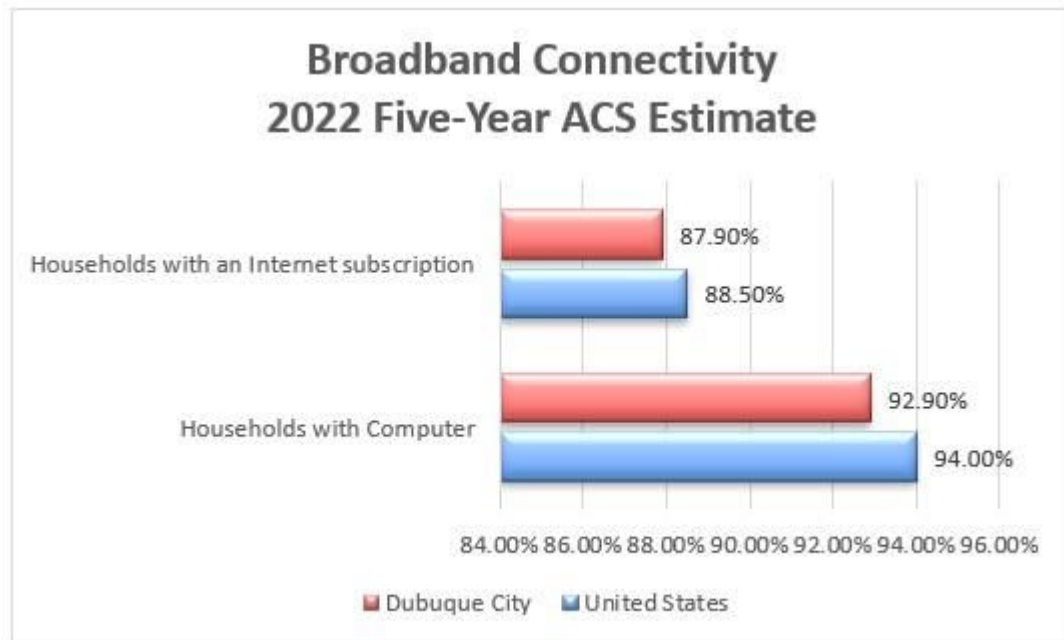 Broadband Connectivity
2022 Five-Year ACS Estimate
Households with an Internet subscription
87.90%
88.50%
Households with Computer
92.90%
94.00%
84.00% 86.00% 88.00% 90.00% 92.00% 94.00% 96.00%
Dubuque City United States